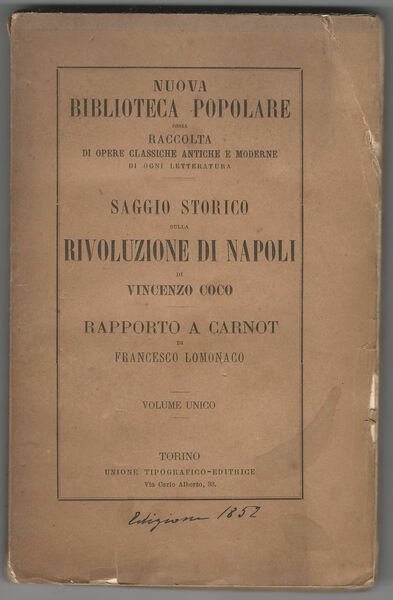 NUOVA
BIBLIOTECA POPOLARE
OSSIA
RACCOLTA
DI OPERE CLASSICHE ANTICHE E MODERNE
DI OGNI LETTERATURA
SAGGIO STORICO
SULLA
RIVOLUZIONE DI NAPOLI
DI
VINCENZO COCO
RAPPORTO A CARNOT
DI
FRANCESCO LOMONACO
VOLUME UNICO
TORINO
UNIONE TIPOGRAFICO-EDITRICE
Via Carlo Alberto, 33.
Edizione 1852